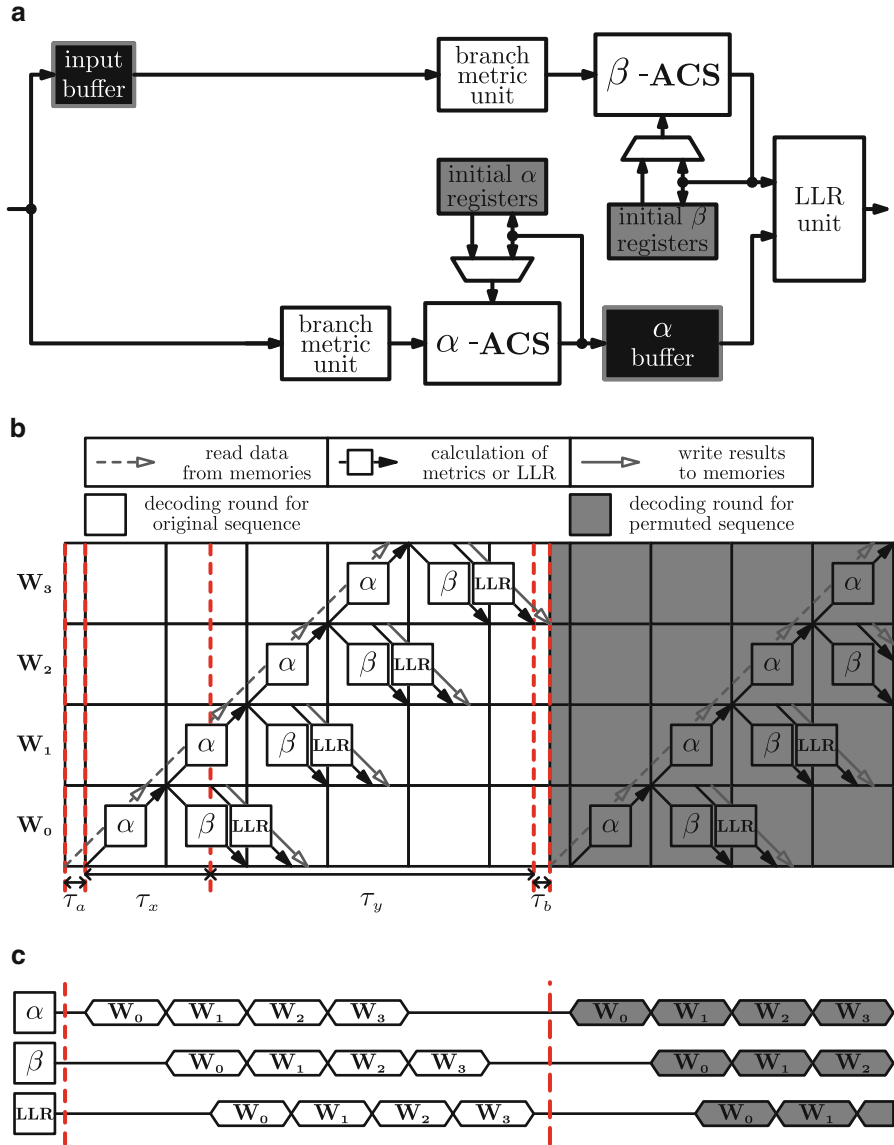 a
input
buffer
branch
metric
unit
β -ACS
initial α
registers
initial β
registers
LLR
unit
branch
metric
unit
α -ACS
α
buffer
b
read data
from memories
calculation of
metrics or LLR
write results
to memories
decoding round for
original sequence
decoding round for
permuted sequence
W₃ α β LLR α
W₂ α β LLR α β
W₁ α β LLR α β LLR
W₀ α β LLR α β LLR
τₐ τₓ τ_y τ_b
c
α W₀ W₁ W₂ W₃ W₀ W₁ W₂ W₃
β W₀ W₁ W₂ W₃ W₀ W₁ W₂
LLR W₀ W₁ W₂ W₃ W₀ W₁